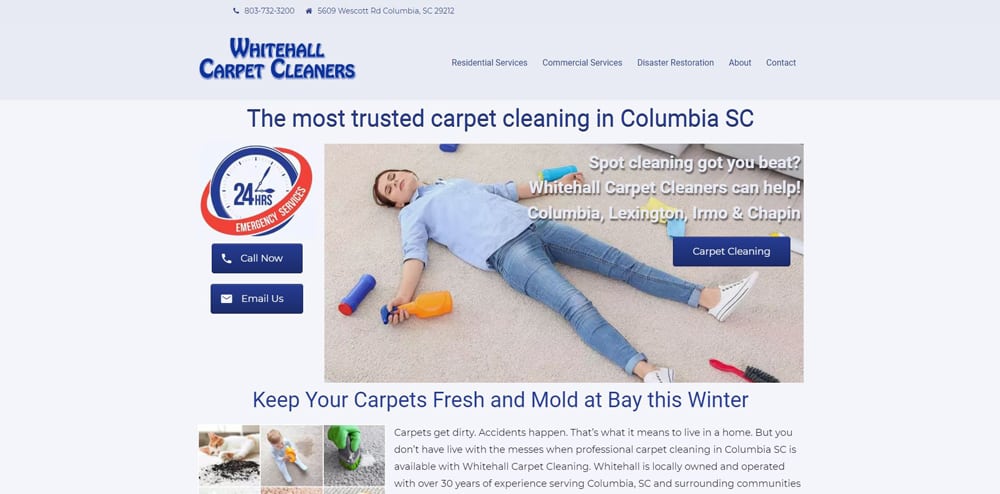 803-732-3200 5609 Wescott Rd Columbia, SC 29212
WHITEHALL
CARPET CLEANERS
Residential Services Commercial Services Disaster Restoration About Contact
The most trusted carpet cleaning in Columbia SC
24HRS
EMERGENCY SERVICES
Call Now
Email Us
Spot cleaning got you beat?
Whitehall Carpet Cleaners can help!
Columbia, Lexington, Irmo & Chapin
Carpet Cleaning
Keep Your Carpets Fresh and Mold at Bay this Winter
Carpets get dirty. Accidents happen. That's what it means to live in a home. But you
don't have live with the messes when professional carpet cleaning in Columbia SC is
available with Whitehall Carpet Cleaning. Whitehall is locally owned and operated
with over 30 years of experience serving Columbia, SC and surrounding communities